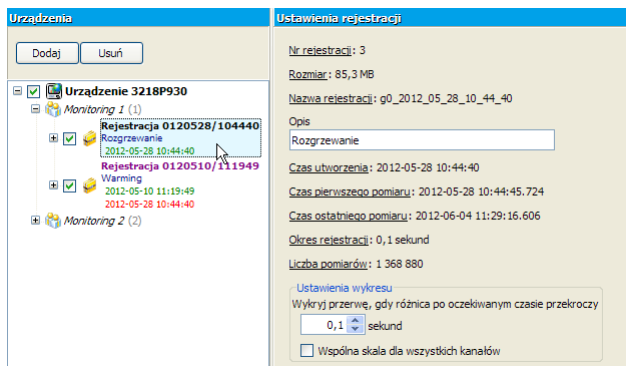 Urządzenia
Dodaj Usuń
Urządzenie 3218P930
Monitoring 1 (1)
Rejestracja 0120528/104440
Rozgrzewanie
2012-05-28 10:44:40
Rejestracja 0120510/111949
Warming
2012-05-10 11:19:49
2012-05-28 10:44:40
Monitoring 2 (2)
Ustawienia rejestracji
Nr rejestracji: 3
Rozmiar: 85,3 MB
Nazwa rejestracji: g0_2012_05_28_10_44_40
Opis
Rozgrzewanie
Czas utworzenia: 2012-05-28 10:44:40
Czas pierwszego pomiaru: 2012-05-28 10:44:45.724
Czas ostatniego pomiaru: 2012-06-04 11:29:16.606
Okres rejestracji: 0,1 sekund
Liczba pomiarów: 1 368 880
Ustawienia wykresu
Wykryj przerwę, gdy różnica po oczekiwanym czasie przekroczy
0,1 sekund
Wspólna skala dla wszystkich kanałów